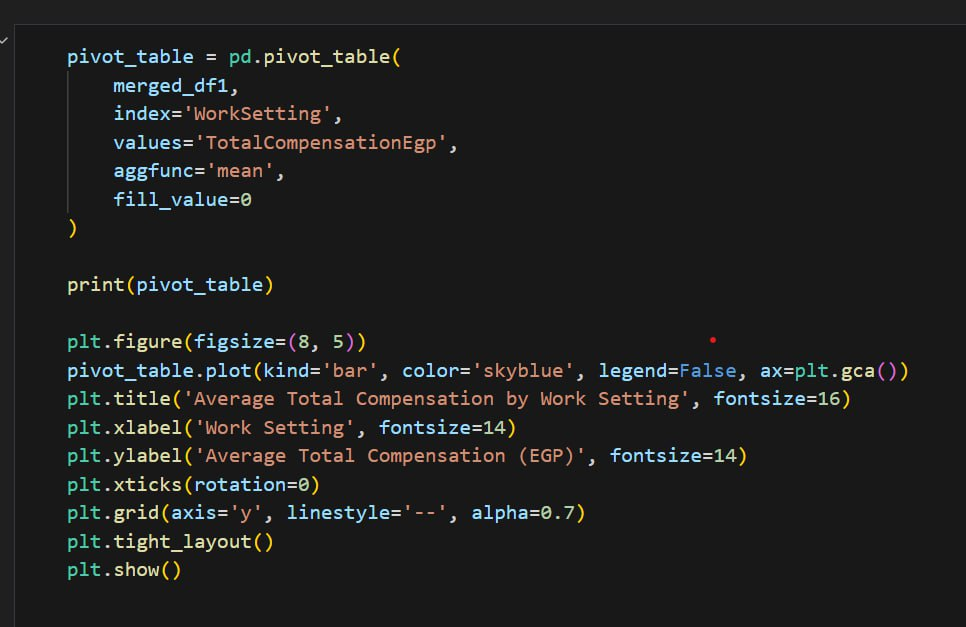 pivot_table = pd.pivot_table(
    merged_df1,
    index='WorkSetting',
    values='TotalCompensationEgp',
    aggfunc='mean',
    fill_value=0
)
print(pivot_table)
plt.figure(figsize=(8, 5))
pivot_table.plot(kind='bar', color='skyblue', legend=False, ax=plt.gca())
plt.title('Average Total Compensation by Work Setting', fontsize=16)
plt.xlabel('Work Setting', fontsize=14)
plt.ylabel('Average Total Compensation (EGP)', fontsize=14)
plt.xticks(rotation=0)
plt.grid(axis='y', linestyle='--', alpha=0.7)
plt.tight_layout()
plt.show()